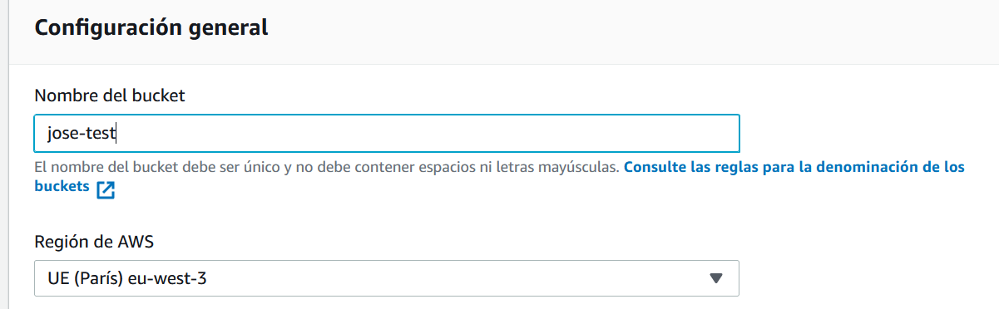 Configuración general
Nombre del bucket
jose-test
El nombre del bucket debe ser único y no debe contener espacios ni letras mayúsculas. Consulte las reglas para la denominación de los
buckets
Región de AWS
UE (París) eu-west-3